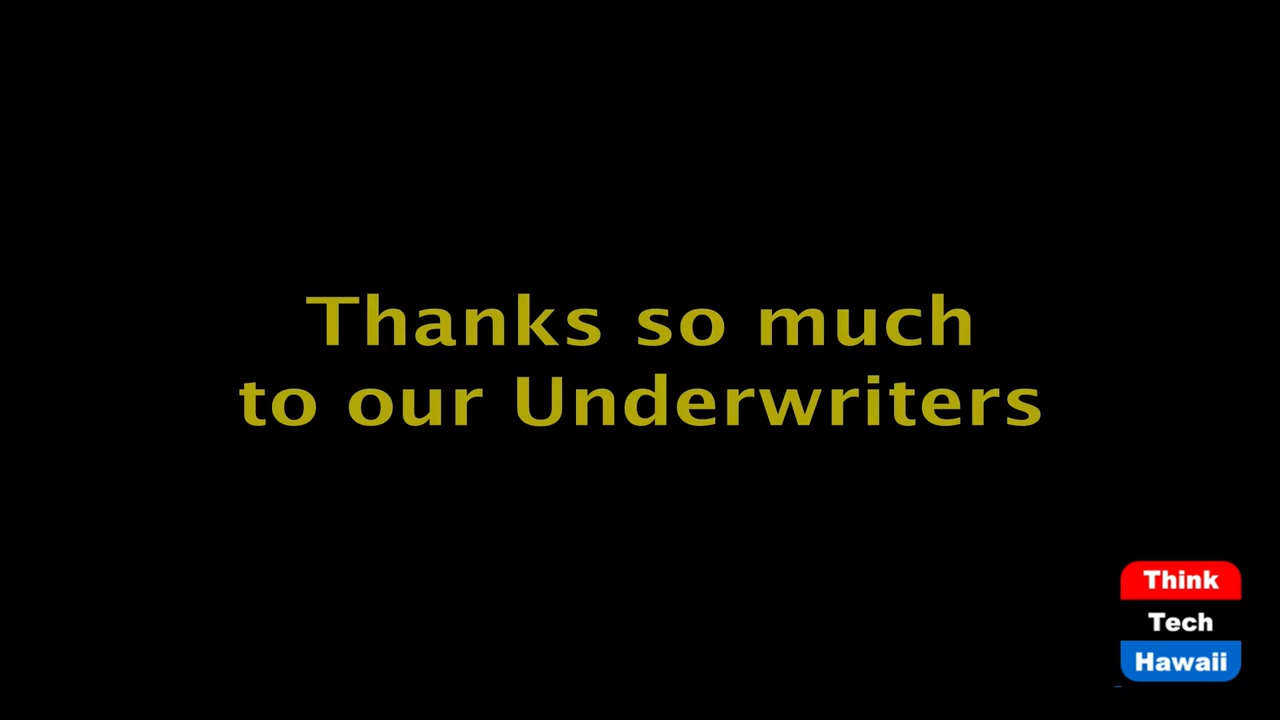 Thanks so much
to our Underwriters
Think
Tech
Hawaii